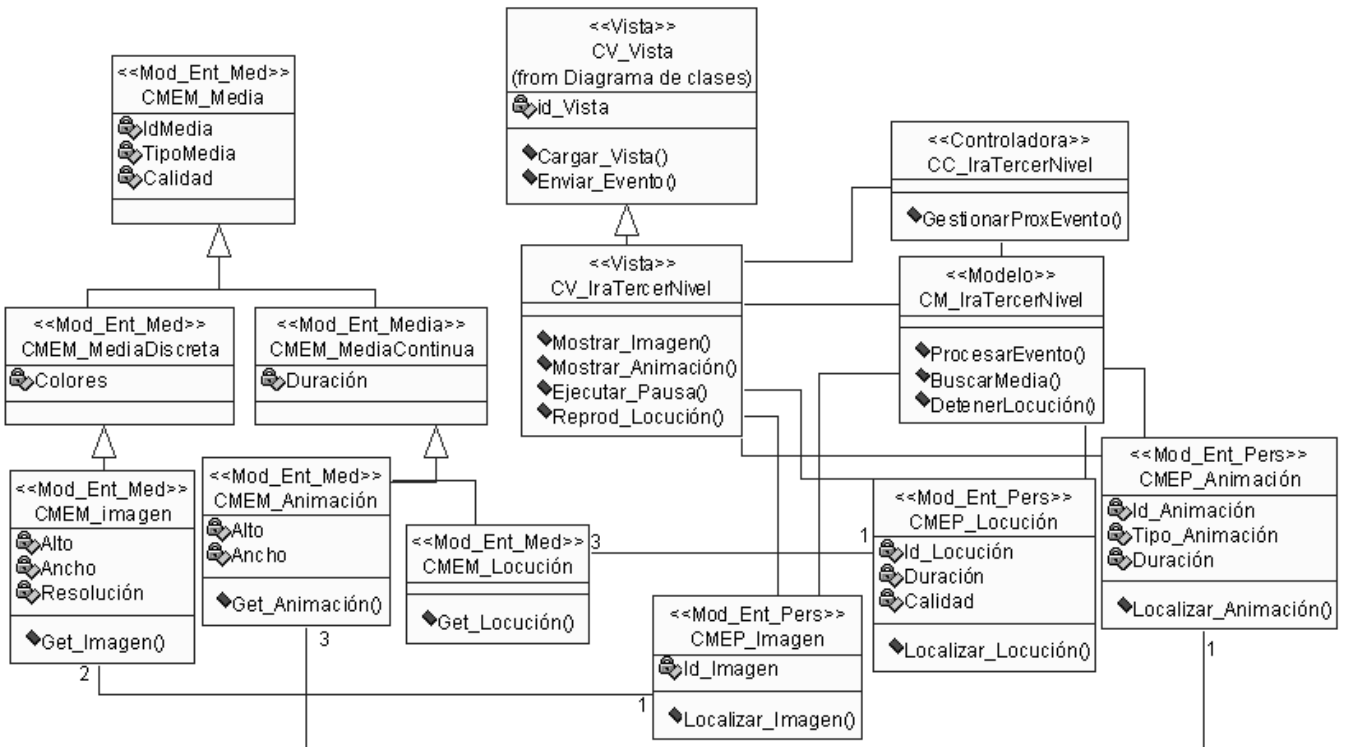 <<Mod_Ent_Med>>
CMEM_Media
IdMedia
TipoMedia
Calidad
<<Vista>>
CV_Vista
(from Diagrama de clases)
id_Vista
Cargar_Vista()
Enviar_Evento()
<<Controladora>>
CC_IraTercerNivel
GestionarProxEvento()
<<Vista>>
CV_IraTercerNivel
Mostrar_Imagen()
Mostrar_Animación()
Ejecutar_Pausa()
Reprod_Locución()
<<Modelo>>
CM_IraTercerNivel
ProcesarEvento()
BuscarMedia()
DetenerLocución()
<<Mod_Ent_Med>>
CMEM_MediaDiscreta
Colores
<<Mod_Ent_Media>>
CMEM_MediaContinua
Duración
<<Mod_Ent_Med>>
CMEM_imagen
Alto
Ancho
Resolución
Get_Imagen()
2
<<Mod_Ent_Med>>
CMEM_Animación
Alto
Ancho
Get_Animación()
3
<<Mod_Ent_Med>>
CMEM_Locución
Get_Locución()
3
1
<<Mod_Ent_Pers>>
CMEP_Imagen
Id_Imagen
Localizar_Imagen()
1
<<Mod_Ent_Pers>>
CMEP_Locución
Id_Locución
Duración
Calidad
Localizar_Locución()
<<Mod_Ent_Pers>>
CMEP_Animación
Id_Animación
Tipo_Animación
Duración
Localizar_Animación()
1